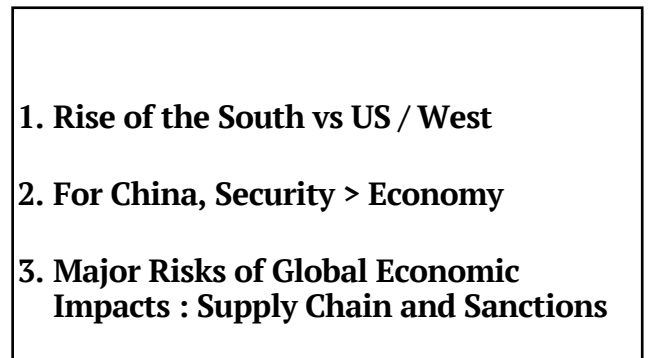 1. Rise of the South vs US / West
2. For China, Security > Economy
3. Major Risks of Global Economic
Impacts : Supply Chain and Sanctions